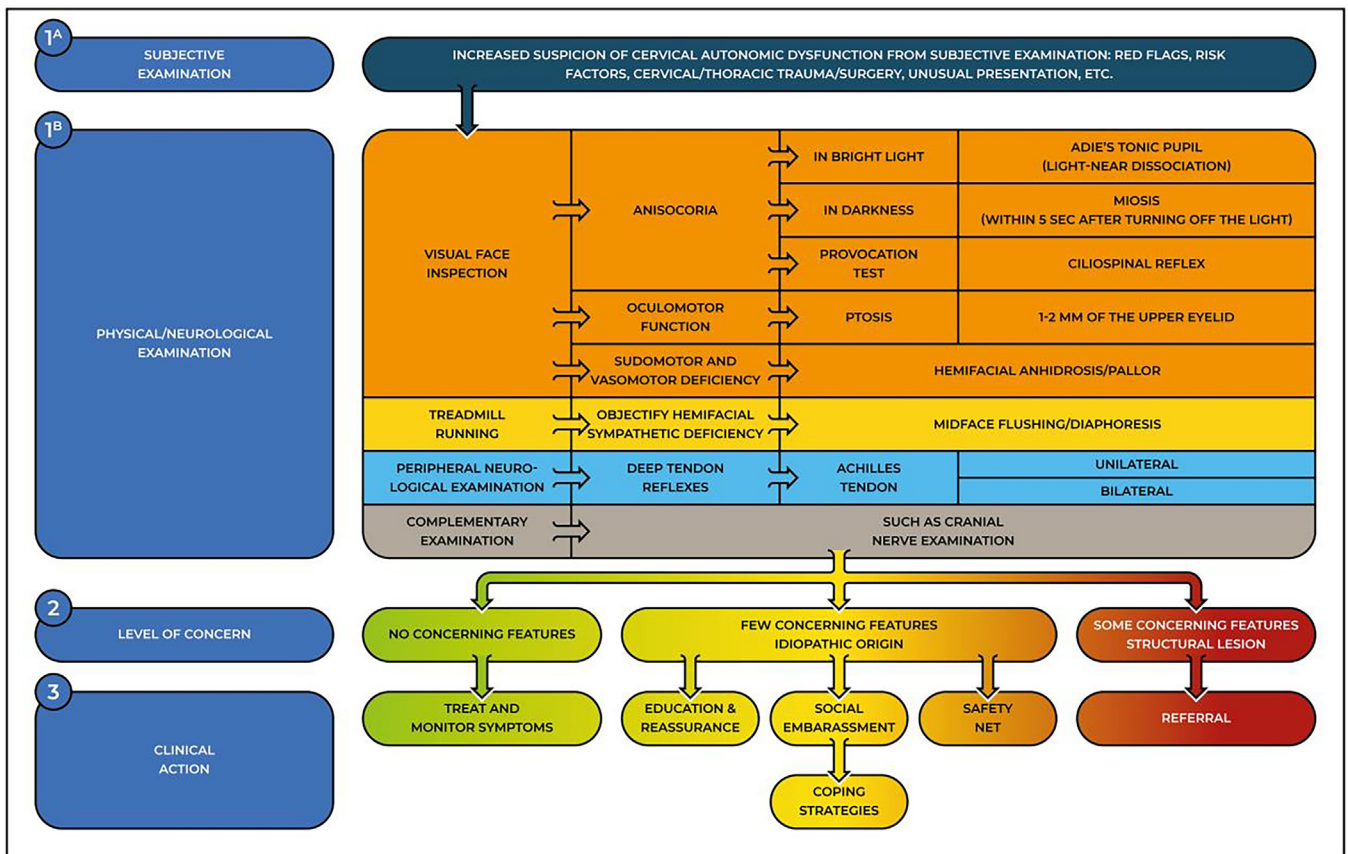 1A
SUBJECTIVE
EXAMINATION
INCREASED SUSPICION OF CERVICAL AUTONOMIC DYSFUNCTION FROM SUBJECTIVE EXAMINATION: RED FLAGS, RISK
FACTORS, CERVICAL/THORACIC TRAUMA/SURGERY, UNUSUAL PRESENTATION, ETC.
1B
PHYSICAL/NEUROLOGICAL
EXAMINATION
VISUAL FACE
INSPECTION
ANISOCORIA
IN BRIGHT LIGHT
ADIE'S TONIC PUPIL
(LIGHT-NEAR DISSOCIATION)
IN DARKNESS
MIOSIS
(WITHIN 5 SEC AFTER TURNING OFF THE LIGHT)
PROVOCATION
TEST
CILIOSPINAL REFLEX
OCULOMOTOR
FUNCTION
PTOSIS
1-2 MM OF THE UPPER EYELID
SUDOMOTOR AND
VASOMOTOR DEFICIENCY
HEMIFACIAL ANHIDROSIS/PALLOR
TREADMILL
RUNNING
OBJECTIFY HEMIFACIAL
SYMPATHETIC DEFICIENCY
MIDFACE FLUSHING/DIAPHORESIS
PERIPHERAL NEURO-
LOGICAL EXAMINATION
DEEP TENDON
REFLEXES
ACHILLES
TENDON
UNILATERAL
BILATERAL
COMPLEMENTARY
EXAMINATION
SUCH AS CRANIAL
NERVE EXAMINATION
2
LEVEL OF CONCERN
NO CONCERNING FEATURES
FEW CONCERNING FEATURES
IDIOPATHIC ORIGIN
SOME CONCERNING FEATURES
STRUCTURAL LESION
3
CLINICAL
ACTION
TREAT AND
MONITOR SYMPTOMS
EDUCATION &
REASSURANCE
SOCIAL
EMBARASSMENT
SAFETY
NET
REFERRAL
COPING
STRATEGIES